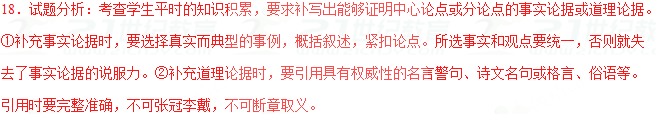 18．试题分析：考查学生平时的知识积累，要求补写出能够证明中心论点或分论点的事实论据或道理论据。
①补充事实论据时，要选择真实而典型的事例，概括叙述，紧扣论点。所选事实和观点要统一，否则就失
去了事实论据的说服力。②补充道理论据时，要引用具有权威性的名言警句、诗文名句或格言、俗语等。
引用时要完整准确，不可张冠李戴，不可断章取义。